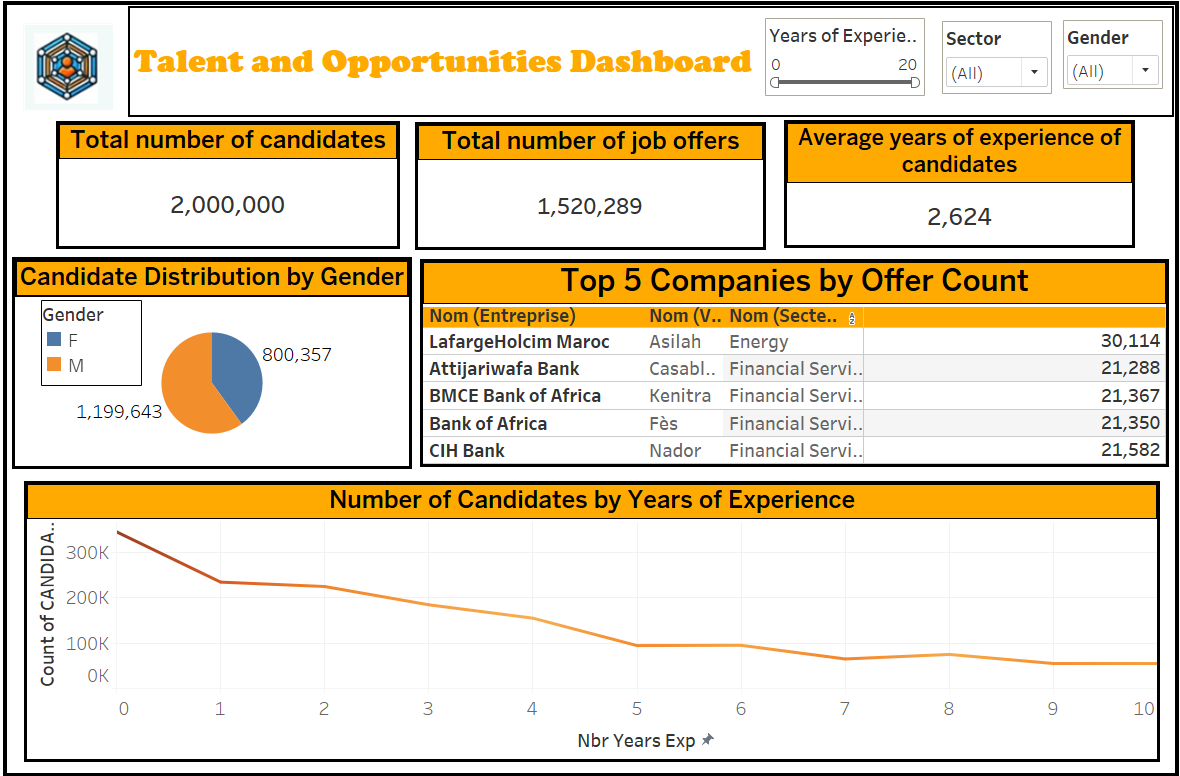 Talent and Opportunities Dashboard
Years of Experie..
0 20
Sector
(All)
Gender
(All)
Total number of candidates
2,000,000
Total number of job offers
1,520,289
Average years of experience of
candidates
2,624
Candidate Distribution by Gender
Gender
F
M
800,357
1,199,643
Top 5 Companies by Offer Count
Nom (Entreprise) Nom (V.. Nom (Secte..
LafargeHolcim Maroc Asilah Energy 30,114
Attijariwafa Bank Casabl.. Financial Servi.. 21,288
BMCE Bank of Africa Kenitra Financial Servi.. 21,367
Bank of Africa Fès Financial Servi.. 21,350
CIH Bank Nador Financial Servi.. 21,582
Number of Candidates by Years of Experience
Count of CANDIDA..
300K
200K
100K
0K
0 1 2 3 4 5 6 7 8 9 10
Nbr Years Exp